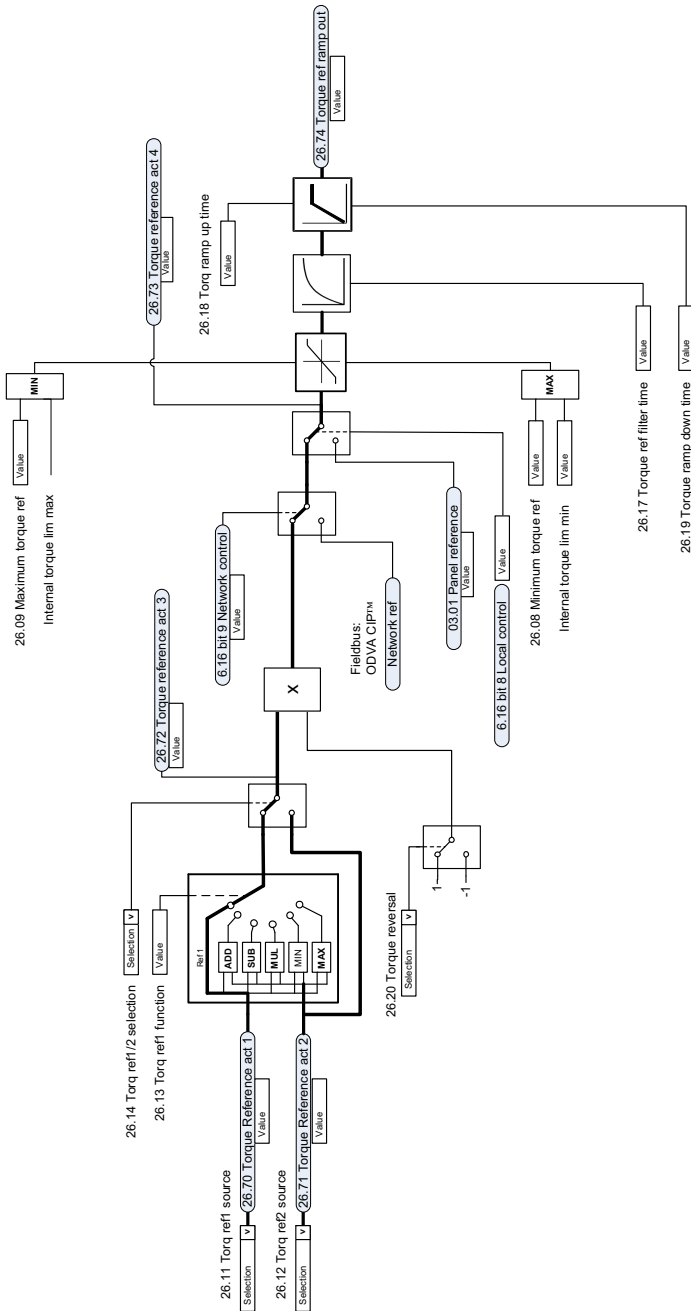 26.11 Torq ref1 source
Selection
v
26.70 Torque Reference act 1
Value
26.12 Torq ref2 source
Selection
v
26.71 Torque Reference act 2
Value
26.14 Torq ref1/2 selection
Selection
v
26.13 Torq ref1 function
Value
Ref 1
ADD
SUB
MUL
MIN
MAX
26.20 Torque reversal
Selection
v
1
-1
26.72 Torque reference act 3
Value
X
6.16 bit 9 Network control
Value
Fieldbus:
ODVA CIP™
Network ref
03.01 Panel reference
Value
6.16 bit 8 Local control
Value
26.73 Torque reference act 4
Value
26.09 Maximum torque ref
Value
Internal torque lim max
MIN
26.08 Minimum torque ref
Value
Internal torque lim min
Value
MAX
26.18 Torq ramp up time
Value
26.17 Torque ref filter time
Value
26.19 Torque ramp down time
Value
26.74 Torque ref ramp out
Value